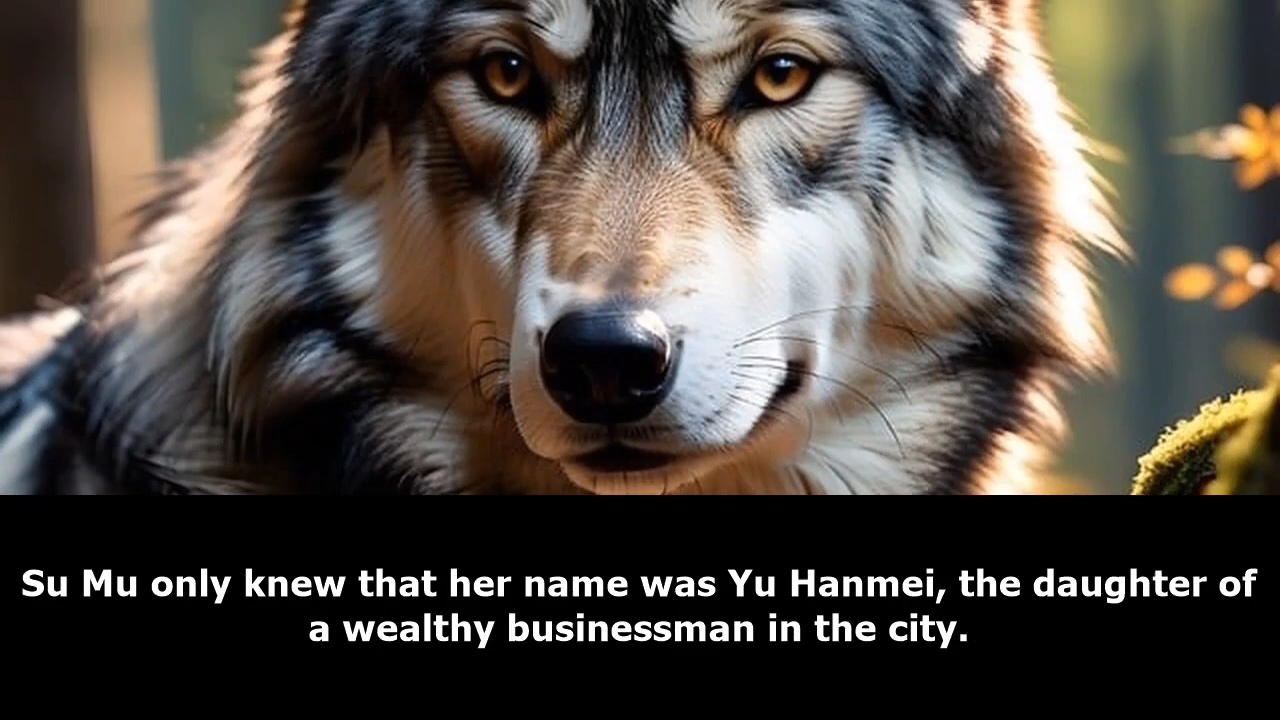 Su Mu only knew that her name was Yu Hanmei, the daughter of
a wealthy businessman in the city.